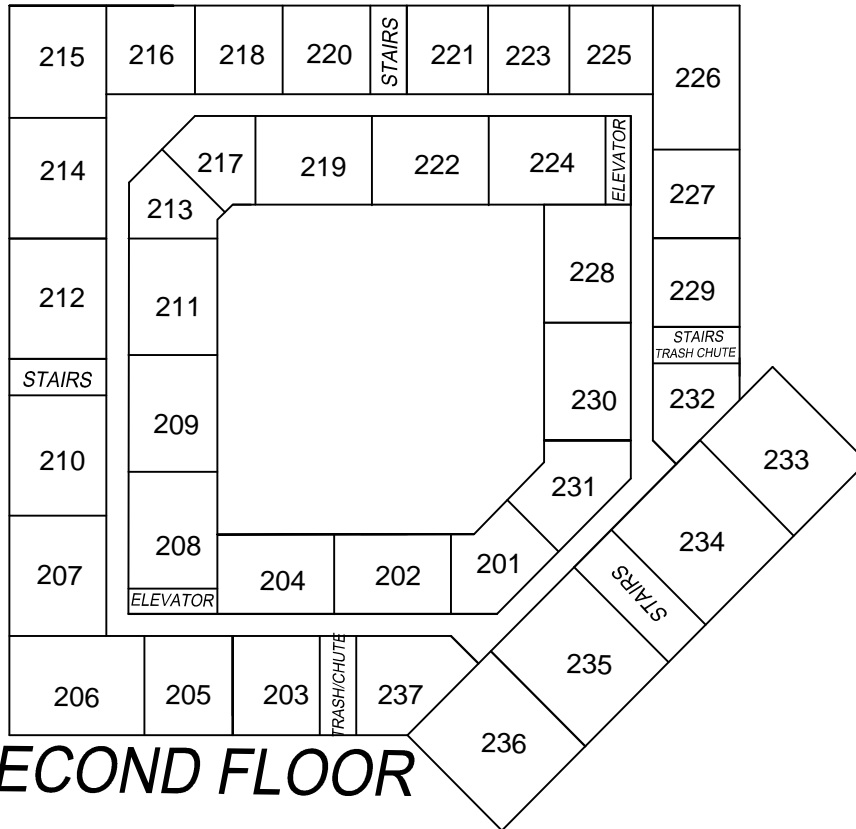 215 216 218 220 STAIRS 221 223 225 226
217 219 222 224 ELEVATOR
214 213 227
212 211 228 229
STAIRS
TRASH CHUTE
STAIRS
209 230 232
210 231 233
208 234
207 204 202 201 STAIRS
ELEVATOR
206 205 203 TRASH/CHUTE 237 235
236
ECOND FLOOR